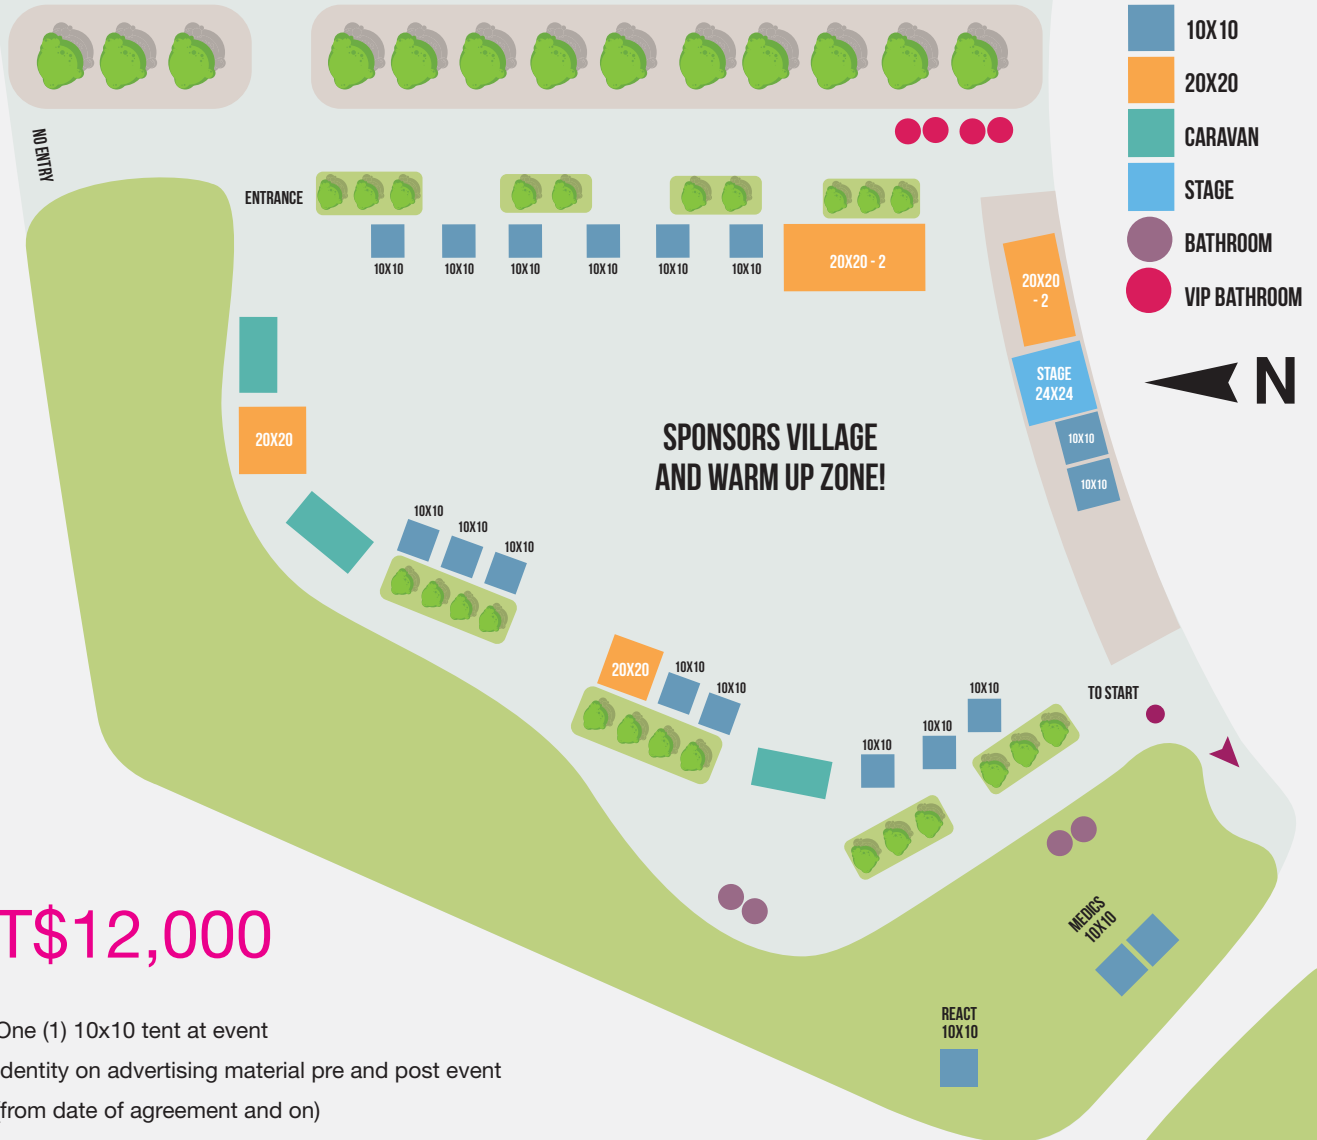 10X10
20X20
CARAVAN
STAGE
BATHROOM
VIP BATHROOM
N
NO ENTRY
ENTRANCE
10X10
10X10
10X10
10X10
10X10
10X10
20X20 - 2
20X20
- 2
STAGE
24X24
10X10
10X10
20X20
SPONSORS VILLAGE
AND WARM UP ZONE!
10X10
10X10
10X10
20X20
10X10
10X10
10X10
10X10
10X10
TO START
MEDICS
10X10
REACT
10X10
T$12,000
One (1) 10x10 tent at event
dentity on advertising material pre and post event
from date of agreement and on)